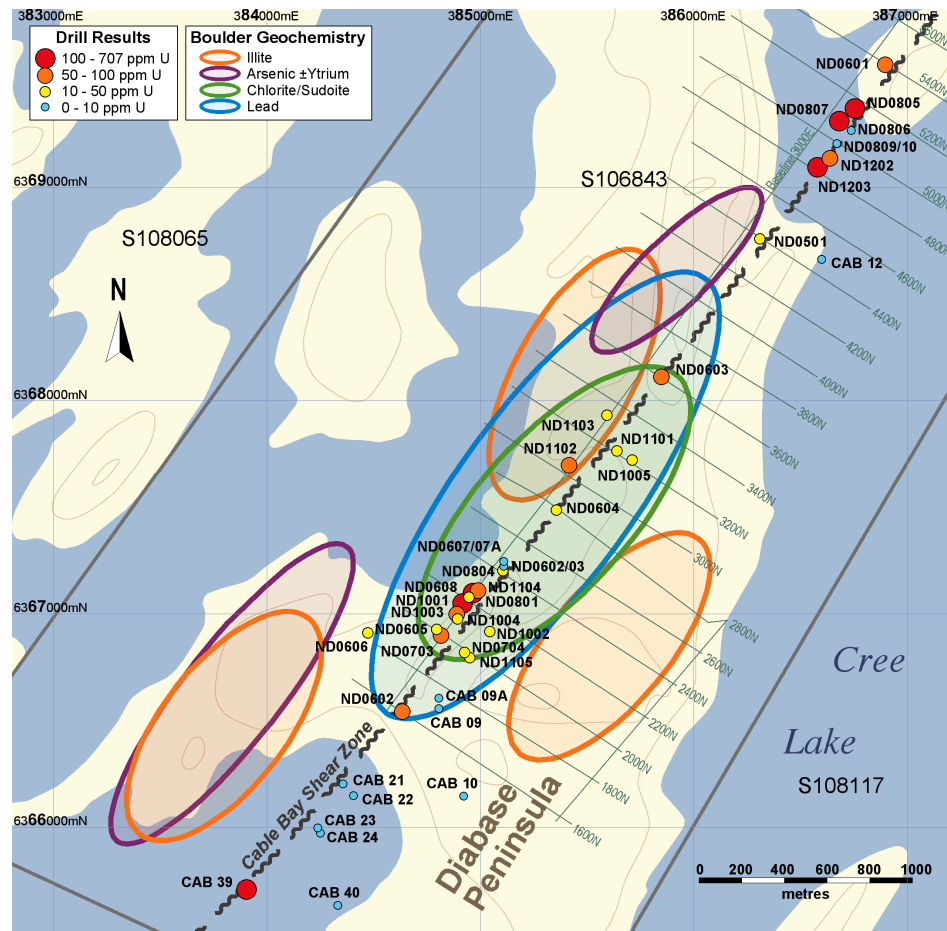 383000mE
384000mE
385000mE
386000mE
387000mE
Drill Results
100 - 707 ppm U
50 - 100 ppm U
10 - 50 ppm U
0 - 10 ppm U
Boulder Geochemistry
Illite
Arsenic ±Ytrium
Chlorite/Sudoite
Lead
5600N
5400N
5200N
5000N
4800N
4600N
4400N
4200N
4000N
3800N
3600N
3400N
3200N
3000N
2800N
2600N
2400N
2200N
2000N
1800N
1600N
Baseline 3000E
6369000mN
6368000mN
6367000mN
6366000mN
S106843
S108065
S108117
N
ND0601
ND0805
ND0807
ND0806
ND0809/10
ND1202
ND1203
ND0501
CAB 12
ND0603
ND1103
ND1101
ND1102
ND1005
ND0604
ND0607/07A
ND0602/03
ND0804
ND0608
ND1104
ND1001
ND0801
ND1003
ND1004
ND0605
ND1002
ND0606
ND0703
ND0704
ND1105
ND0602
CAB 09A
CAB 09
CAB 21
CAB 22
CAB 10
CAB 23
CAB 24
CAB 39
CAB 40
Cable Bay Shear Zone
Diabase
Peninsula
Cree
Lake
0 200 400 600 800 1000
metres